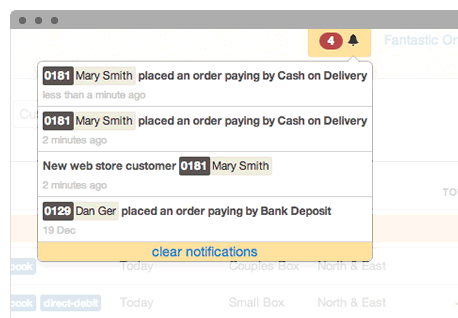 4 Fantastic Or
0181 Mary Smith placed an order paying by Cash on Delivery
less than a minute ago
Cu
0181 Mary Smith placed an order paying by Cash on Delivery
2 minutes ago
New web store customer 0181 Mary Smith
2 minutes ago
TO
0129 Dan Ger placed an order paying by Bank Deposit
19 Dec
clear notifications
ook Today Couples Box North & East
ook direct-debit Today Small Box North & East